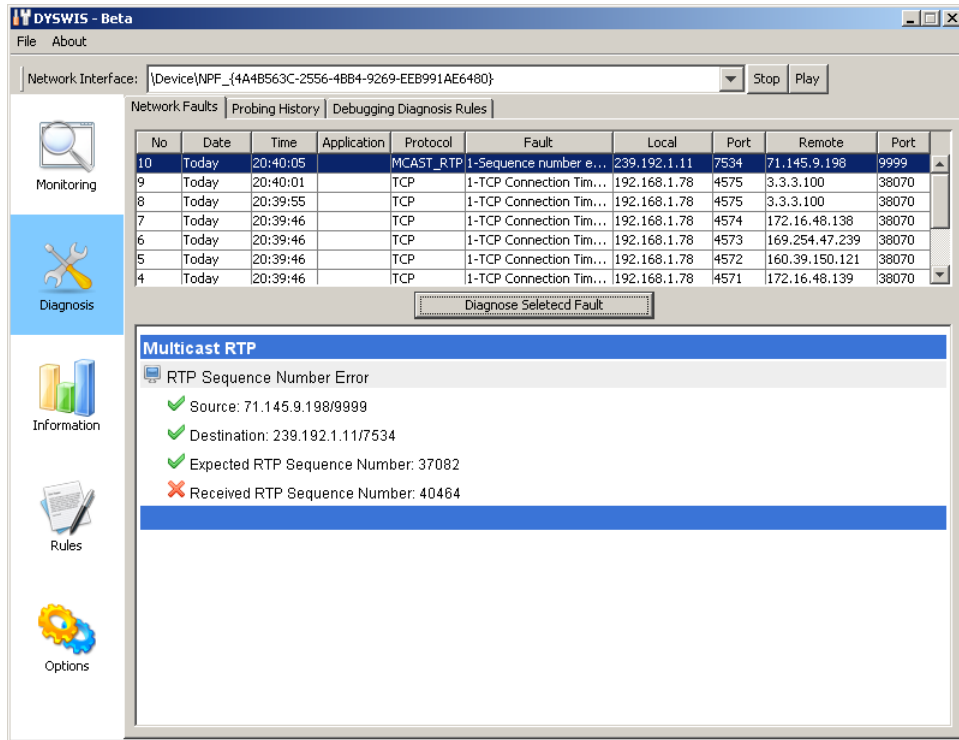 DYSWIS - Beta
File About
Network Interface: \Device\NPF_{4A4B563C-2556-4BB4-9269-EEB991AE6480} Stop Play
Network Faults Probing History Debugging Diagnosis Rules
No Date Time Application Protocol Fault Local Port Remote Port
10 Today 20:40:05 MCAST_RTP 1-Sequence number e... 239.192.1.11 7534 71.145.9.198 9999
9 Today 20:40:01 TCP 1-TCP Connection Tim... 192.168.1.78 4575 3.3.3.100 38070
8 Today 20:39:55 TCP 1-TCP Connection Tim... 192.168.1.78 4575 3.3.3.100 38070
7 Today 20:39:46 TCP 1-TCP Connection Tim... 192.168.1.78 4574 172.16.48.138 38070
6 Today 20:39:46 TCP 1-TCP Connection Tim... 192.168.1.78 4573 169.254.47.239 38070
5 Today 20:39:46 TCP 1-TCP Connection Tim... 192.168.1.78 4572 160.39.150.121 38070
4 Today 20:39:46 TCP 1-TCP Connection Tim... 192.168.1.78 4571 172.16.48.139 38070
Monitoring
Diagnosis
Information
Rules
Options
Diagnose Seletecd Fault
Multicast RTP
RTP Sequence Number Error
Source: 71.145.9.198/9999
Destination: 239.192.1.11/7534
Expected RTP Sequence Number: 37082
Received RTP Sequence Number: 40464